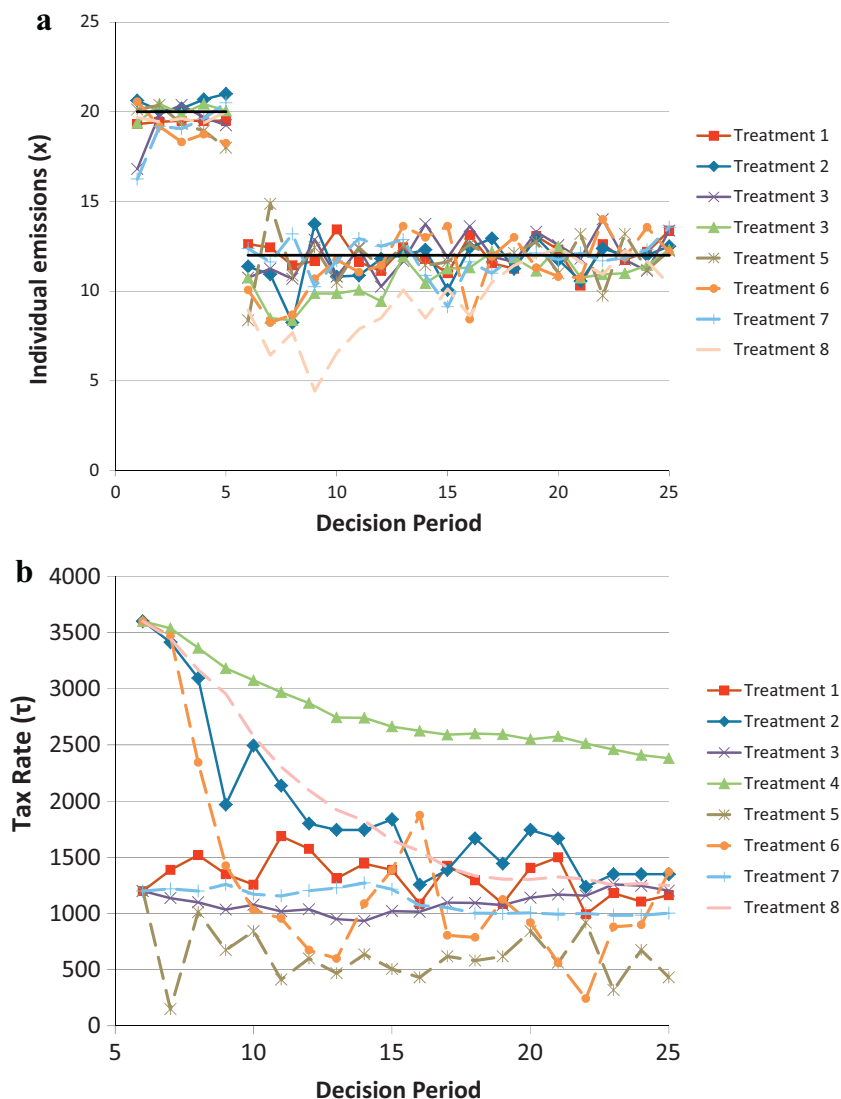 a
Individual emissions (x)
25
20
15
10
5
0
0 5 10 15 20 25
Decision Period
Treatment 1
Treatment 2
Treatment 3
Treatment 3
Treatment 5
Treatment 6
Treatment 7
Treatment 8
b
Tax Rate (τ)
4000
3500
3000
2500
2000
1500
1000
500
0
5 10 15 20 25
Decision Period
Treatment 1
Treatment 2
Treatment 3
Treatment 4
Treatment 5
Treatment 6
Treatment 7
Treatment 8